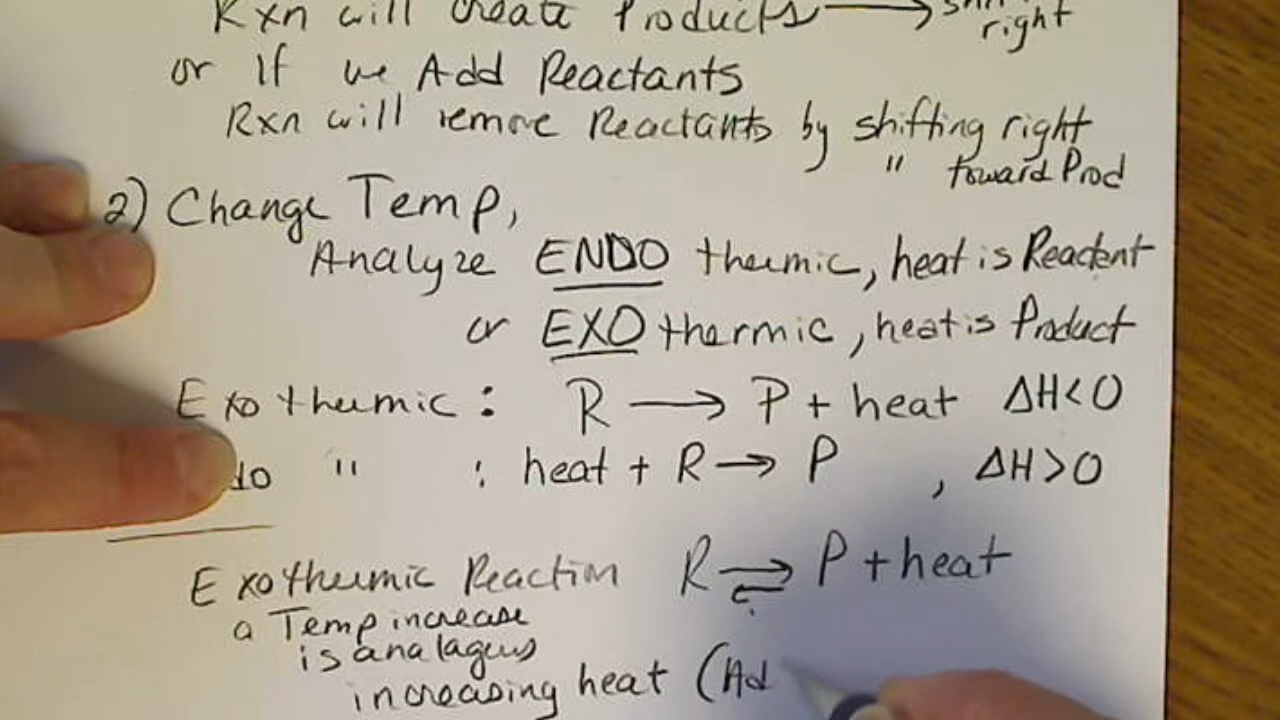 Rxn will create Products → shift
right
or If we Add Reactants
Rxn will remove Reactants by shifting right
" toward Prod
2) Change Temp,
Analyze ENDO thermic, heat is Reactent
or EXO thermic, heat is Product
Exothermic : R → P + heat ΔH<0
do " : heat + R → P , ΔH>0
Exothermic Reaction R ⇌ P + heat
a Temp increase
is analagous
increasing heat (Ad